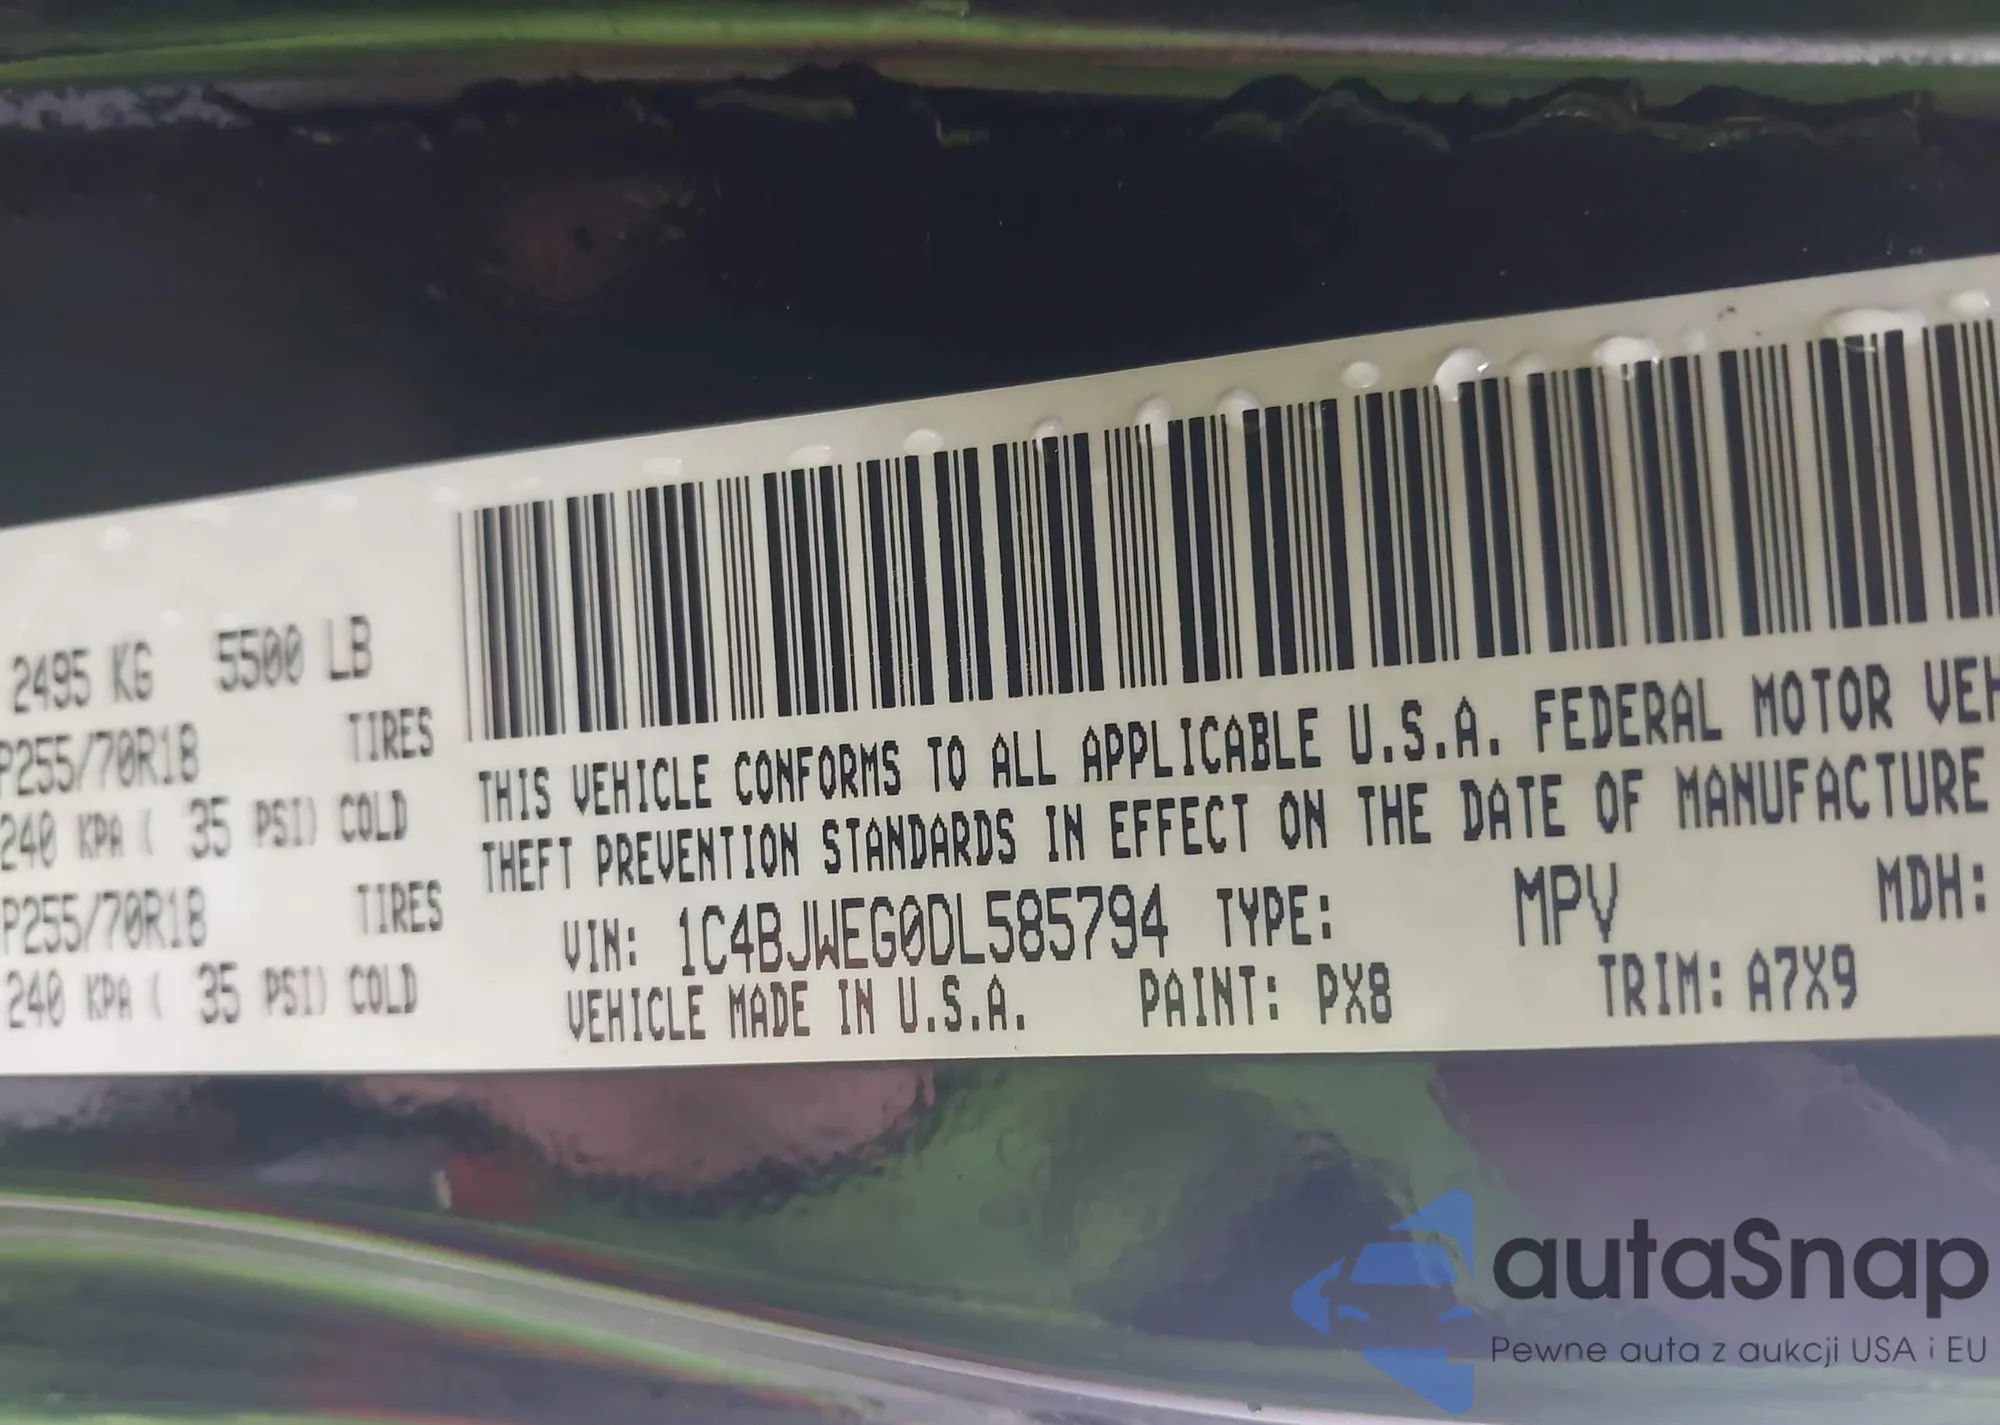 2495 KG 5500 LB
P255/70R18 TIRES
240 KPA ( 35 PSI) COLD
P255/70R18 TIRES
240 KPA ( 35 PSI) COLD
THIS VEHICLE CONFORMS TO ALL APPLICABLE U.S.A. FEDERAL MOTOR VEH
THEFT PREVENTION STANDARDS IN EFFECT ON THE DATE OF MANUFACTURE
VIN: 1C4BJWEG0DL585794 TYPE: MPV MDH:
VEHICLE MADE IN U.S.A. PAINT: PX8 TRIM: A7X9
autaSnap
Pewne auta z aukcji USA i EU